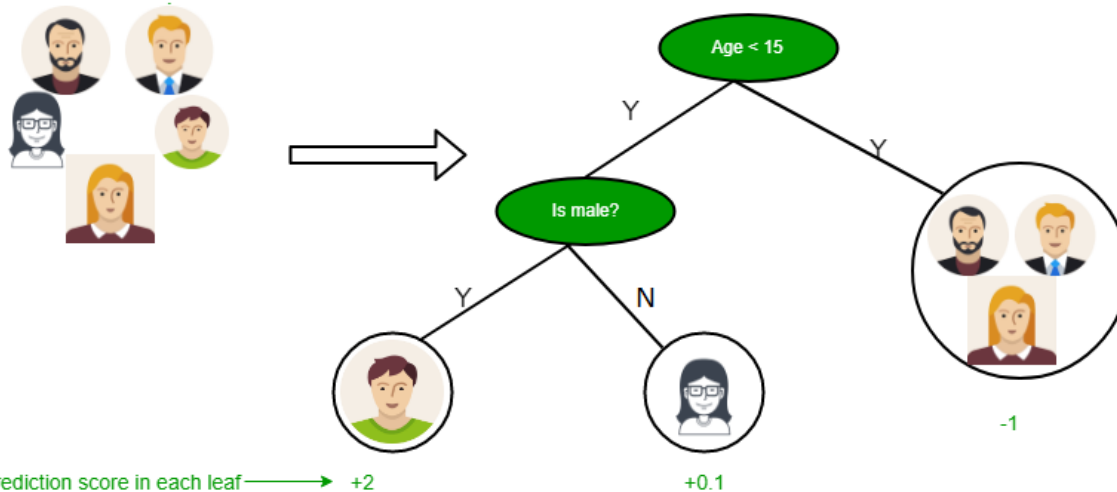 Age < 15
Y
Y
Is male?
Y
N
-1
rediction score in each leaf
+2
+0.1